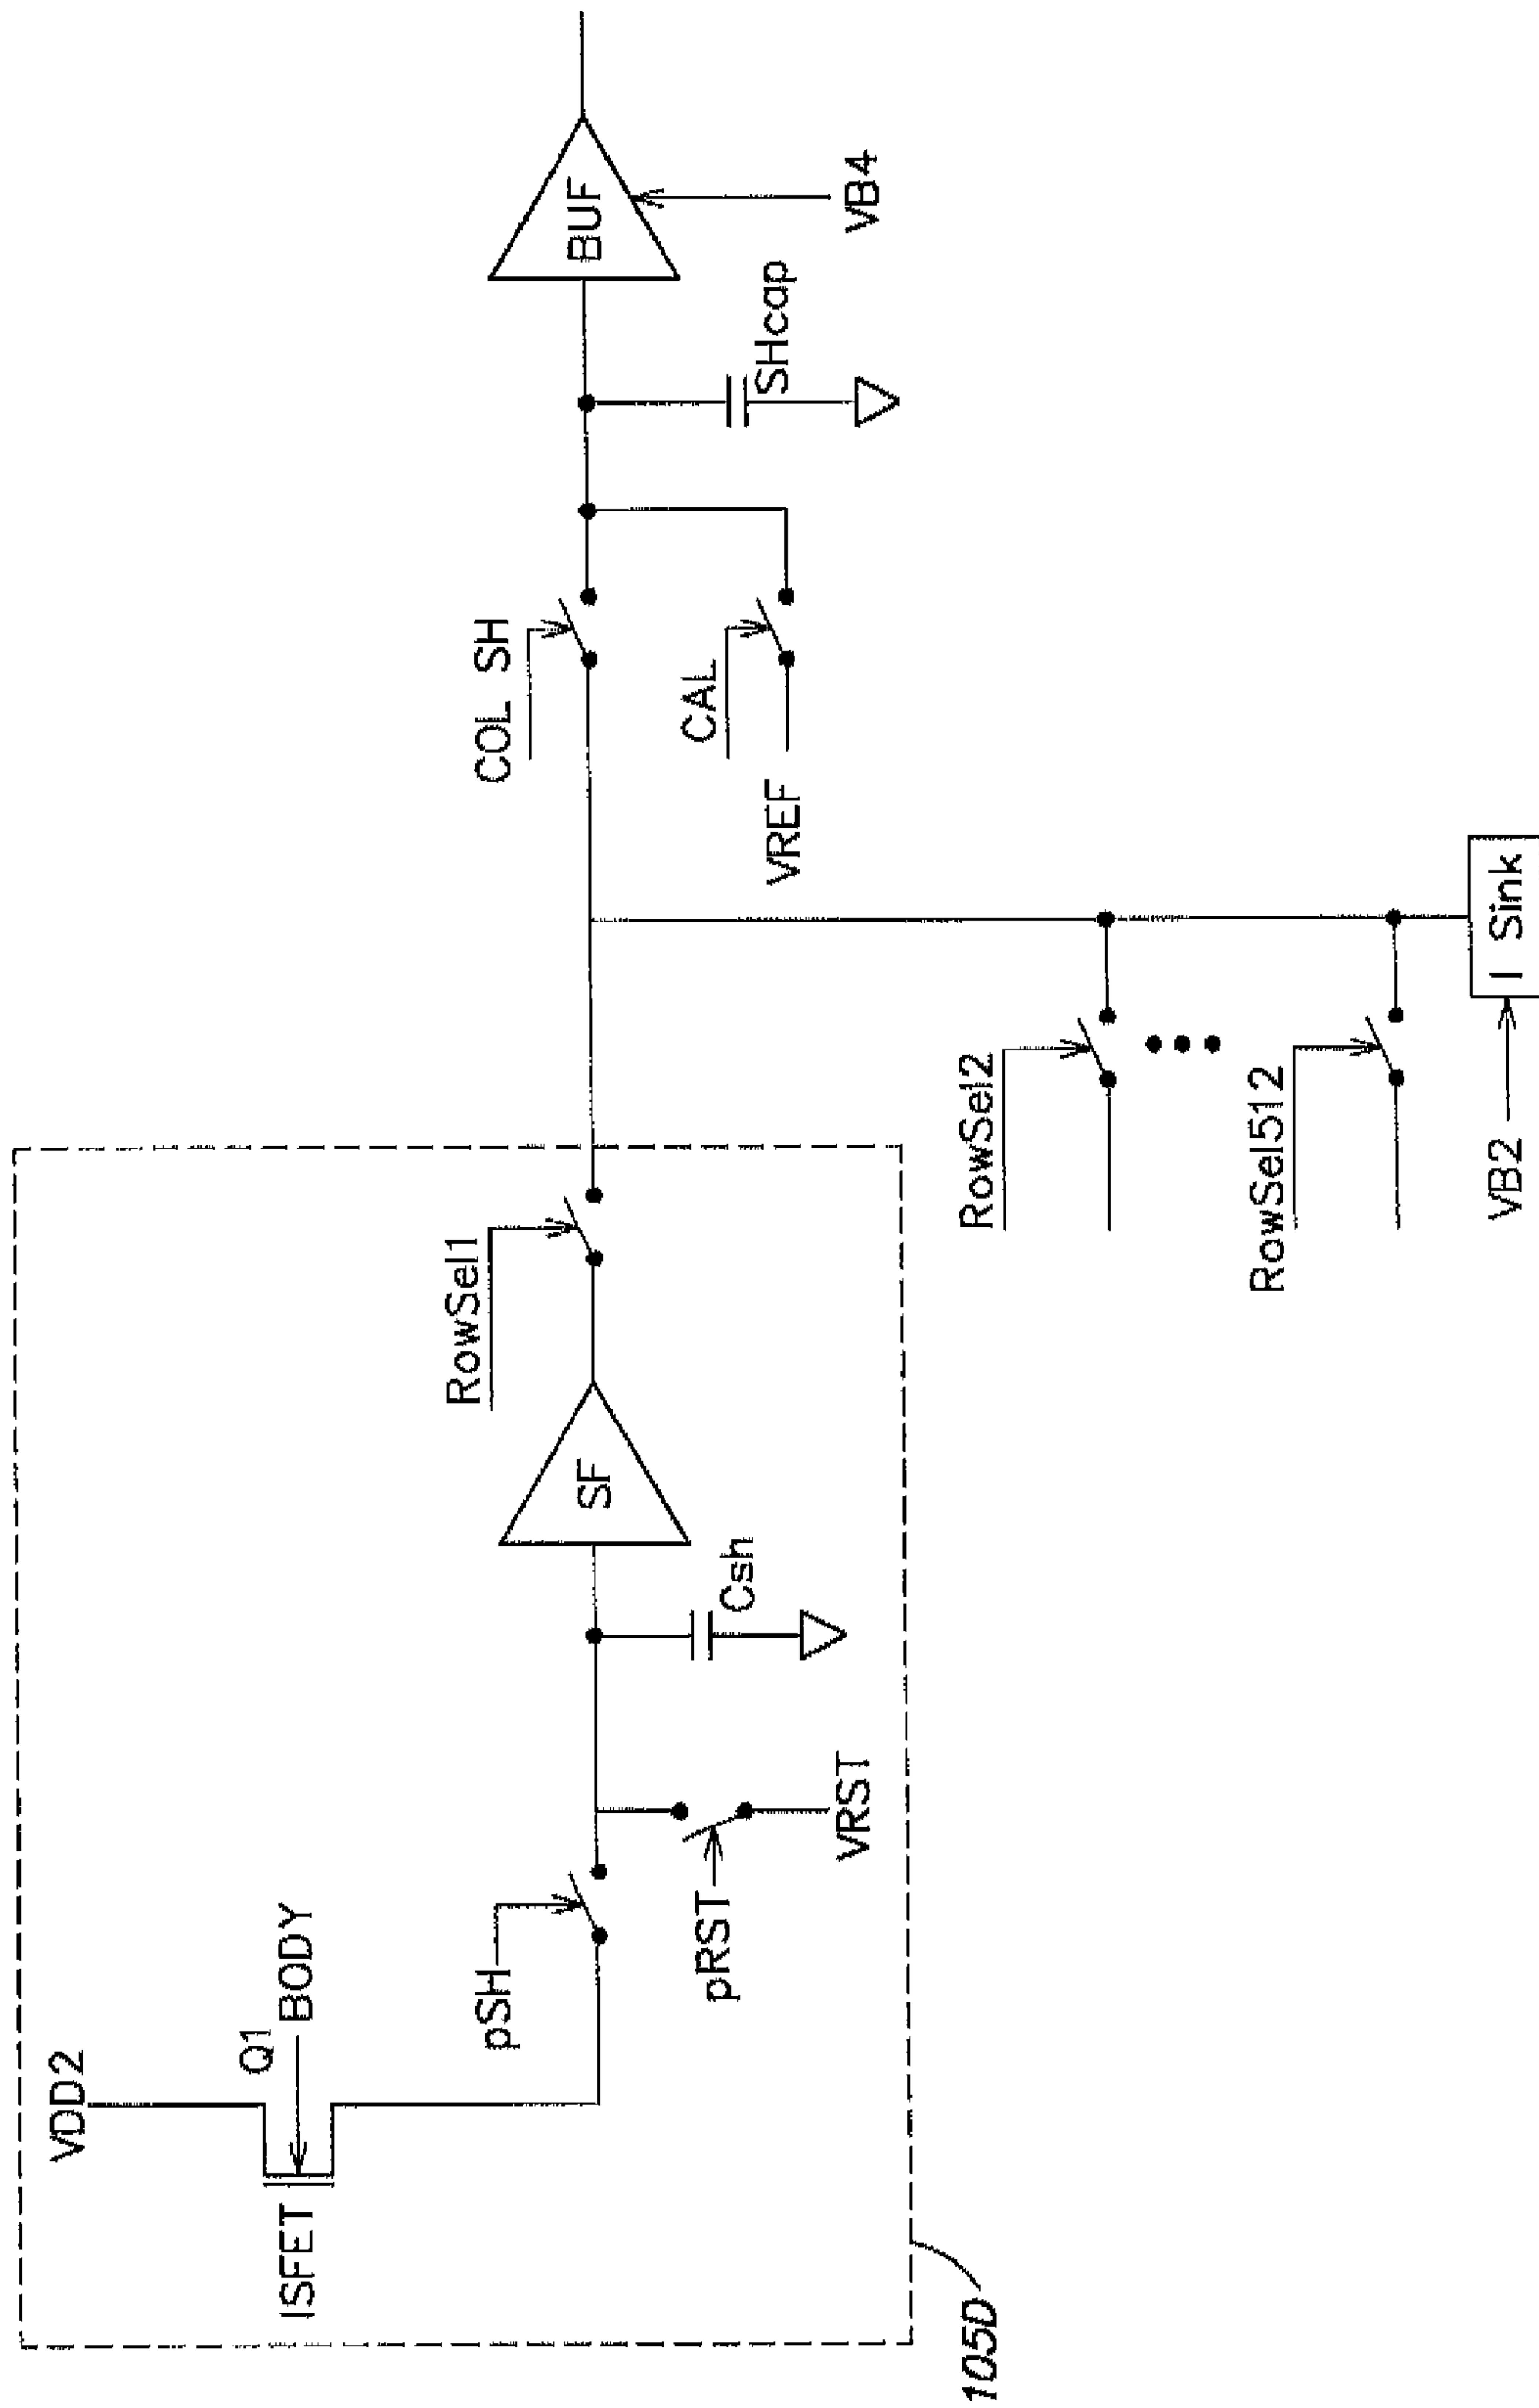 VDD2
Q1
BODY
ISFET
pSH
pRST
VRST
Csh
SF
RowSel1
105D
COL SH
CAL
VREF
SHcap
BUF
VB4
RowSel2
RowSel512
VB2
I Sink